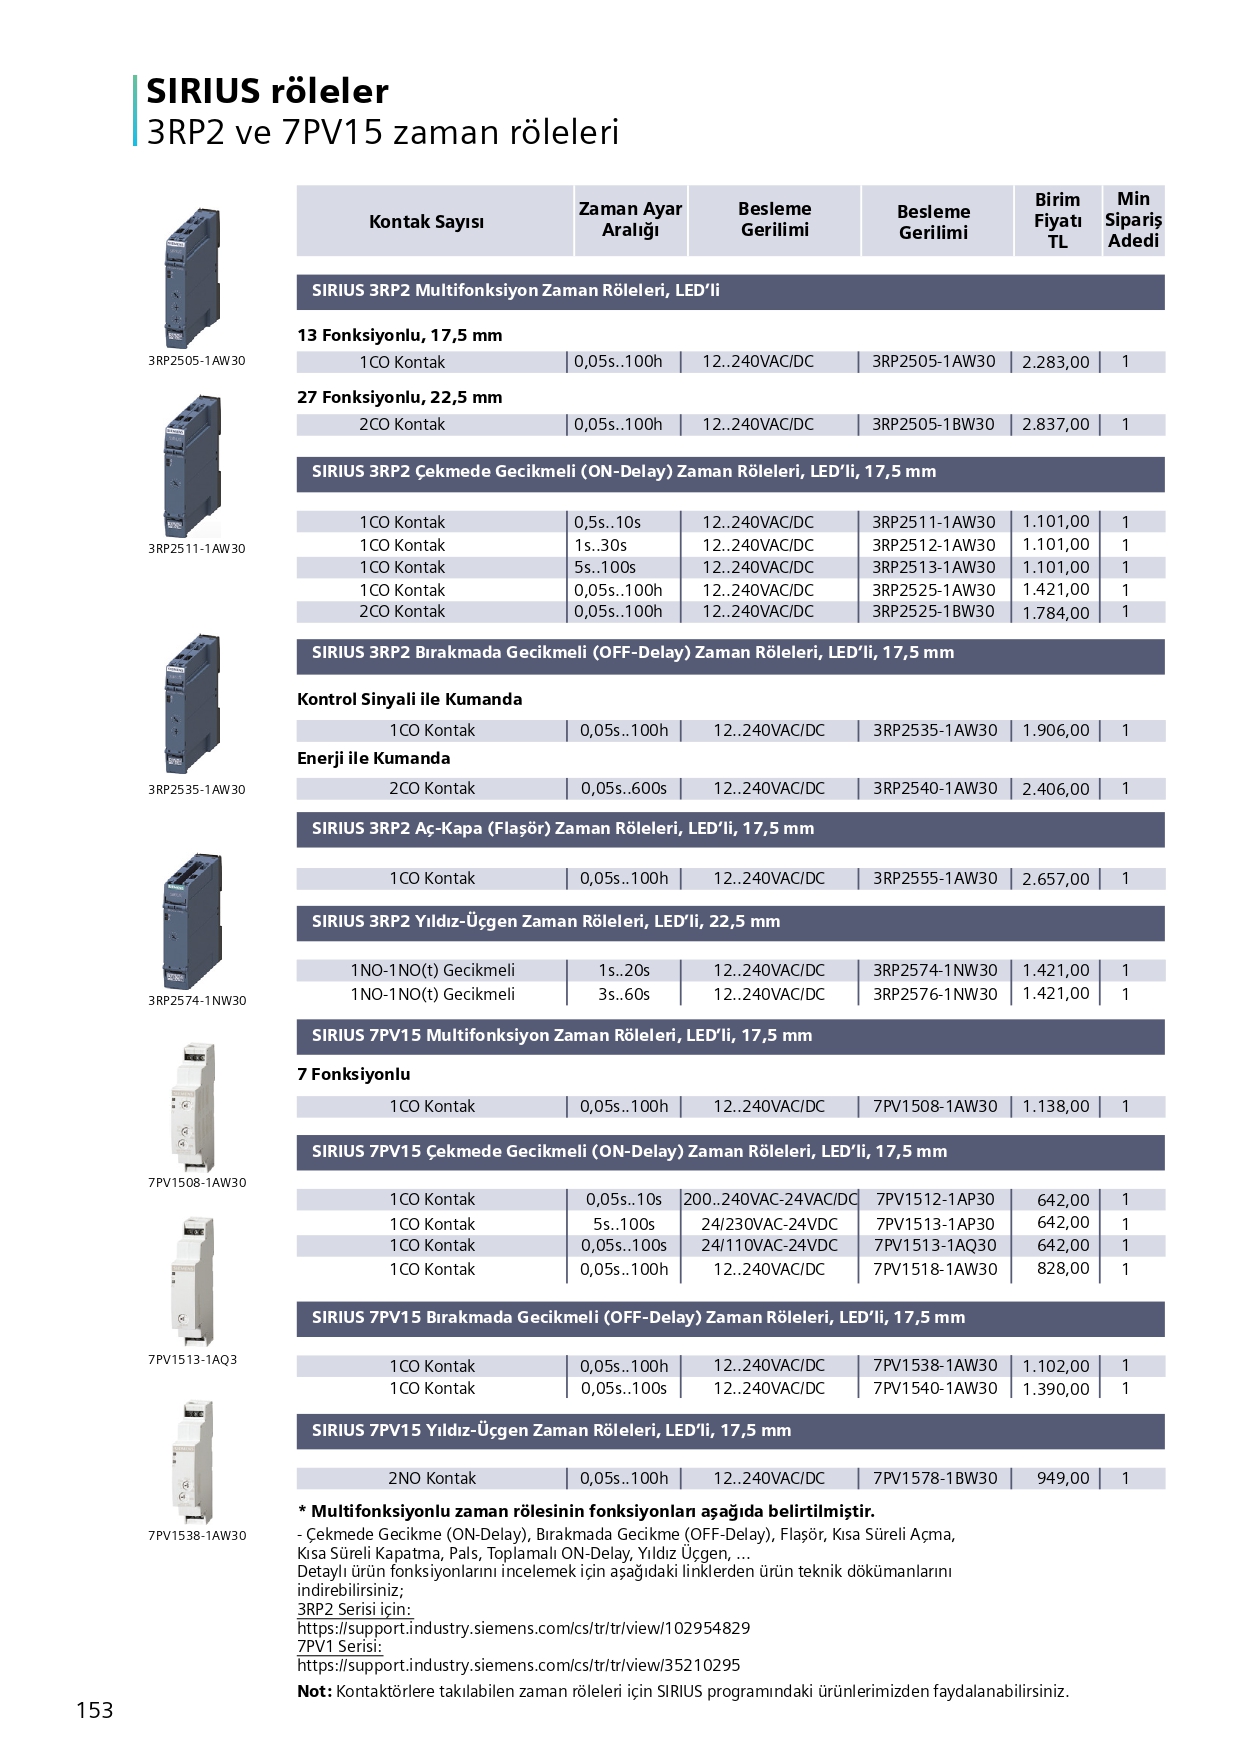 SIRIUS röleler
3RP2 ve 7PV15 zaman röleleri
Kontak Sayısı Zaman Ayar Aralığı Besleme Gerilimi Besleme Gerilimi Birim Fiyatı TL Min Sipariş Adedi
SIRIUS 3RP2 Multifonksiyon Zaman Röleleri, LED’li
13 Fonksiyonlu, 17,5 mm
1CO Kontak 0,05s..100h 12..240VAC/DC 3RP2505-1AW30 2.283,00 1
3RP2505-1AW30
27 Fonksiyonlu, 22,5 mm
2CO Kontak 0,05s..100h 12..240VAC/DC 3RP2505-1BW30 2.837,00 1
SIRIUS 3RP2 Çekmede Gecikmeli (ON-Delay) Zaman Röleleri, LED’li, 17,5 mm
1CO Kontak 0,5s..10s 12..240VAC/DC 3RP2511-1AW30 1.101,00 1
1CO Kontak 1s..30s 12..240VAC/DC 3RP2512-1AW30 1.101,00 1
3RP2511-1AW30
1CO Kontak 5s..100s 12..240VAC/DC 3RP2513-1AW30 1.101,00 1
1CO Kontak 0,05s..100h 12..240VAC/DC 3RP2525-1AW30 1.421,00 1
2CO Kontak 0,05s..100h 12..240VAC/DC 3RP2525-1BW30 1.784,00 1
SIRIUS 3RP2 Bırakmada Gecikmeli (OFF-Delay) Zaman Röleleri, LED’li, 17,5 mm
Kontrol Sinyali ile Kumanda
1CO Kontak 0,05s..100h 12..240VAC/DC 3RP2535-1AW30 1.906,00 1
Enerji ile Kumanda
2CO Kontak 0,05s..600s 12..240VAC/DC 3RP2540-1AW30 2.406,00 1
3RP2535-1AW30
SIRIUS 3RP2 Aç-Kapa (Flaşör) Zaman Röleleri, LED’li, 17,5 mm
1CO Kontak 0,05s..100h 12..240VAC/DC 3RP2555-1AW30 2.657,00 1
SIRIUS 3RP2 Yıldız-Üçgen Zaman Röleleri, LED’li, 22,5 mm
1NO-1NO(t) Gecikmeli 1s..20s 12..240VAC/DC 3RP2574-1NW30 1.421,00 1
1NO-1NO(t) Gecikmeli 3s..60s 12..240VAC/DC 3RP2576-1NW30 1.421,00 1
3RP2574-1NW30
SIRIUS 7PV15 Multifonksiyon Zaman Röleleri, LED’li, 17,5 mm
7 Fonksiyonlu
1CO Kontak 0,05s..100h 12..240VAC/DC 7PV1508-1AW30 1.138,00 1
SIRIUS 7PV15 Çekmede Gecikmeli (ON-Delay) Zaman Röleleri, LED’li, 17,5 mm
7PV1508-1AW30
1CO Kontak 0,05s..10s 200..240VAC-24VAC/DC 7PV1512-1AP30 642,00 1
1CO Kontak 5s..100s 24/230VAC-24VDC 7PV1513-1AP30 642,00 1
1CO Kontak 0,05s..100s 24/110VAC-24VDC 7PV1513-1AQ30 642,00 1
1CO Kontak 0,05s..100h 12..240VAC/DC 7PV1518-1AW30 828,00 1
SIRIUS 7PV15 Bırakmada Gecikmeli (OFF-Delay) Zaman Röleleri, LED’li, 17,5 mm
7PV1513-1AQ3
1CO Kontak 0,05s..100h 12..240VAC/DC 7PV1538-1AW30 1.102,00 1
1CO Kontak 0,05s..100s 12..240VAC/DC 7PV1540-1AW30 1.390,00 1
SIRIUS 7PV15 Yıldız-Üçgen Zaman Röleleri, LED’li, 17,5 mm
2NO Kontak 0,05s..100h 12..240VAC/DC 7PV1578-1BW30 949,00 1
* Multifonksiyonlu zaman rölesinin fonksiyonları aşağıda belirtilmiştir.
7PV1538-1AW30
- Çekmede Gecikme (ON-Delay), Bırakmada Gecikme (OFF-Delay), Flaşör, Kısa Süreli Açma,
Kısa Süreli Kapatma, Pals, Toplamalı ON-Delay, Yıldız Üçgen, ...
Detaylı ürün fonksiyonlarını incelemek için aşağıdaki linklerden ürün teknik dökümanlarını
indirebilirsiniz;
3RP2 Serisi için:
https://support.industry.siemens.com/cs/tr/tr/view/102954829
7PV1 Serisi:
https://support.industry.siemens.com/cs/tr/tr/view/35210295
Not: Kontaktörlere takılabilen zaman röleleri için SIRIUS programındaki ürünlerimizden faydalanabilirsiniz.
153